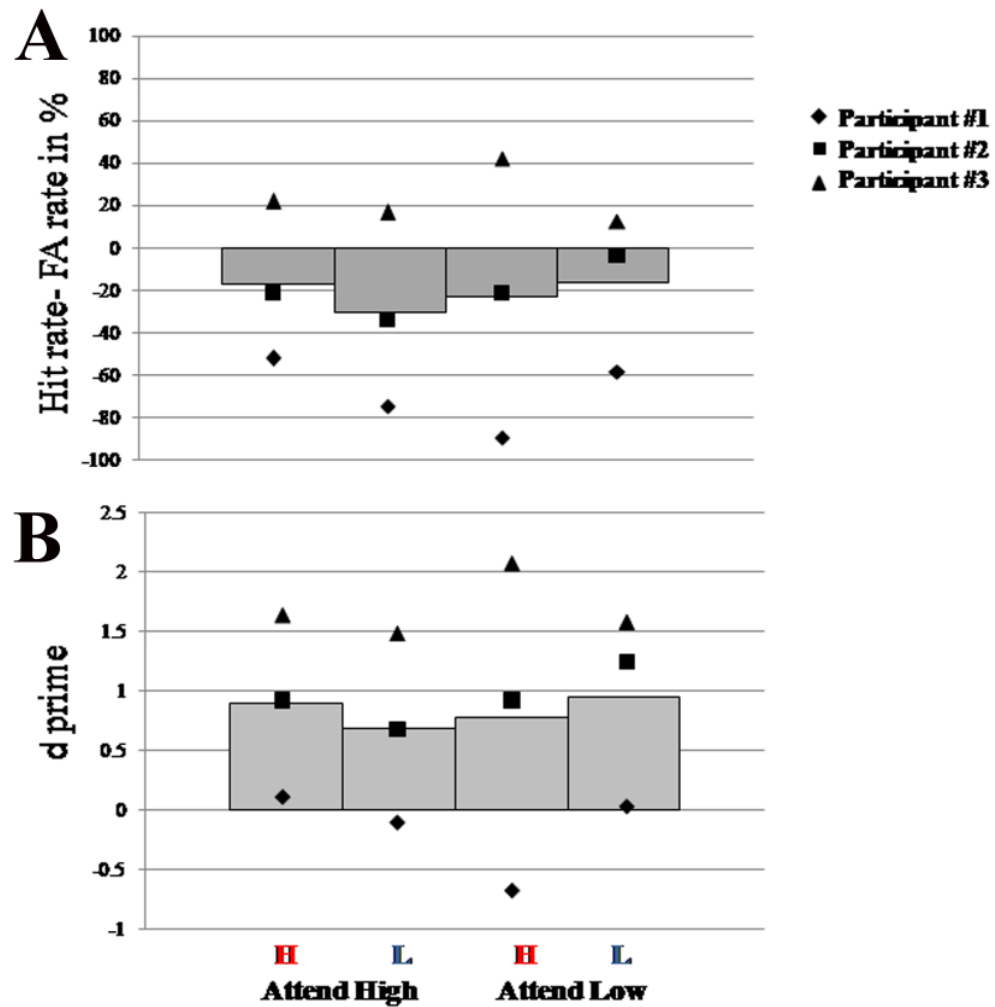 A
Hit rate- FA rate in %
100
80
60
40
20
0
-20
-40
-60
-80
-100
Participant #1
Participant #2
Participant #3
B
d prime
2.5
2
1.5
1
0.5
0
-0.5
-1
H L H L
Attend High Attend Low